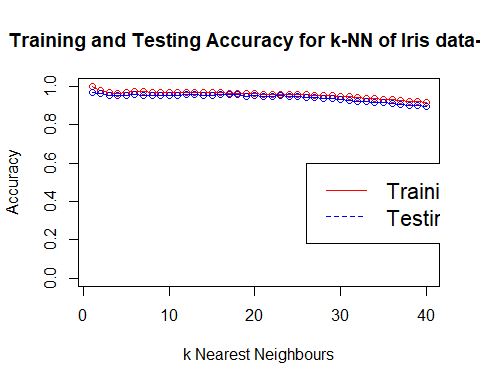 Training and Testing Accuracy for k-NN of Iris data-
Accuracy
1.0
0.8
0.6
0.4
0.2
0.0
Traini
Testin
0
10
20
30
40
k Nearest Neighbours